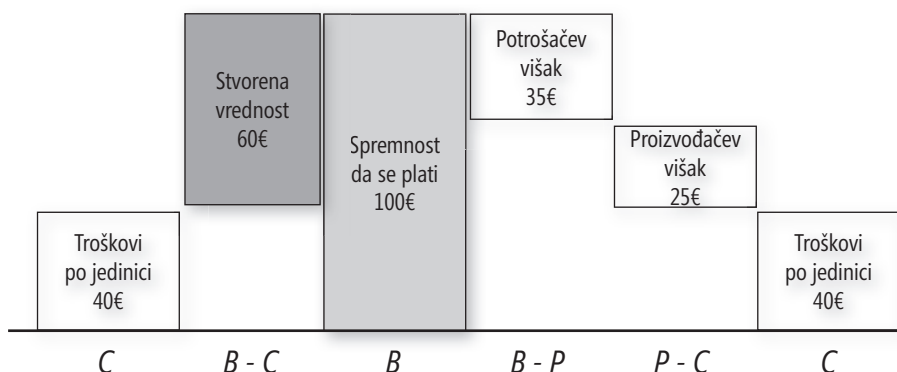 Troškovi
po jedinici
40€
Stvorena
vrednost
60€
Spremnost
da se plati
100€
Potrošačev
višak
35€
Proizvođačev
višak
25€
Troškovi
po jedinici
40€
C
B - C
B
B - P
P - C
C